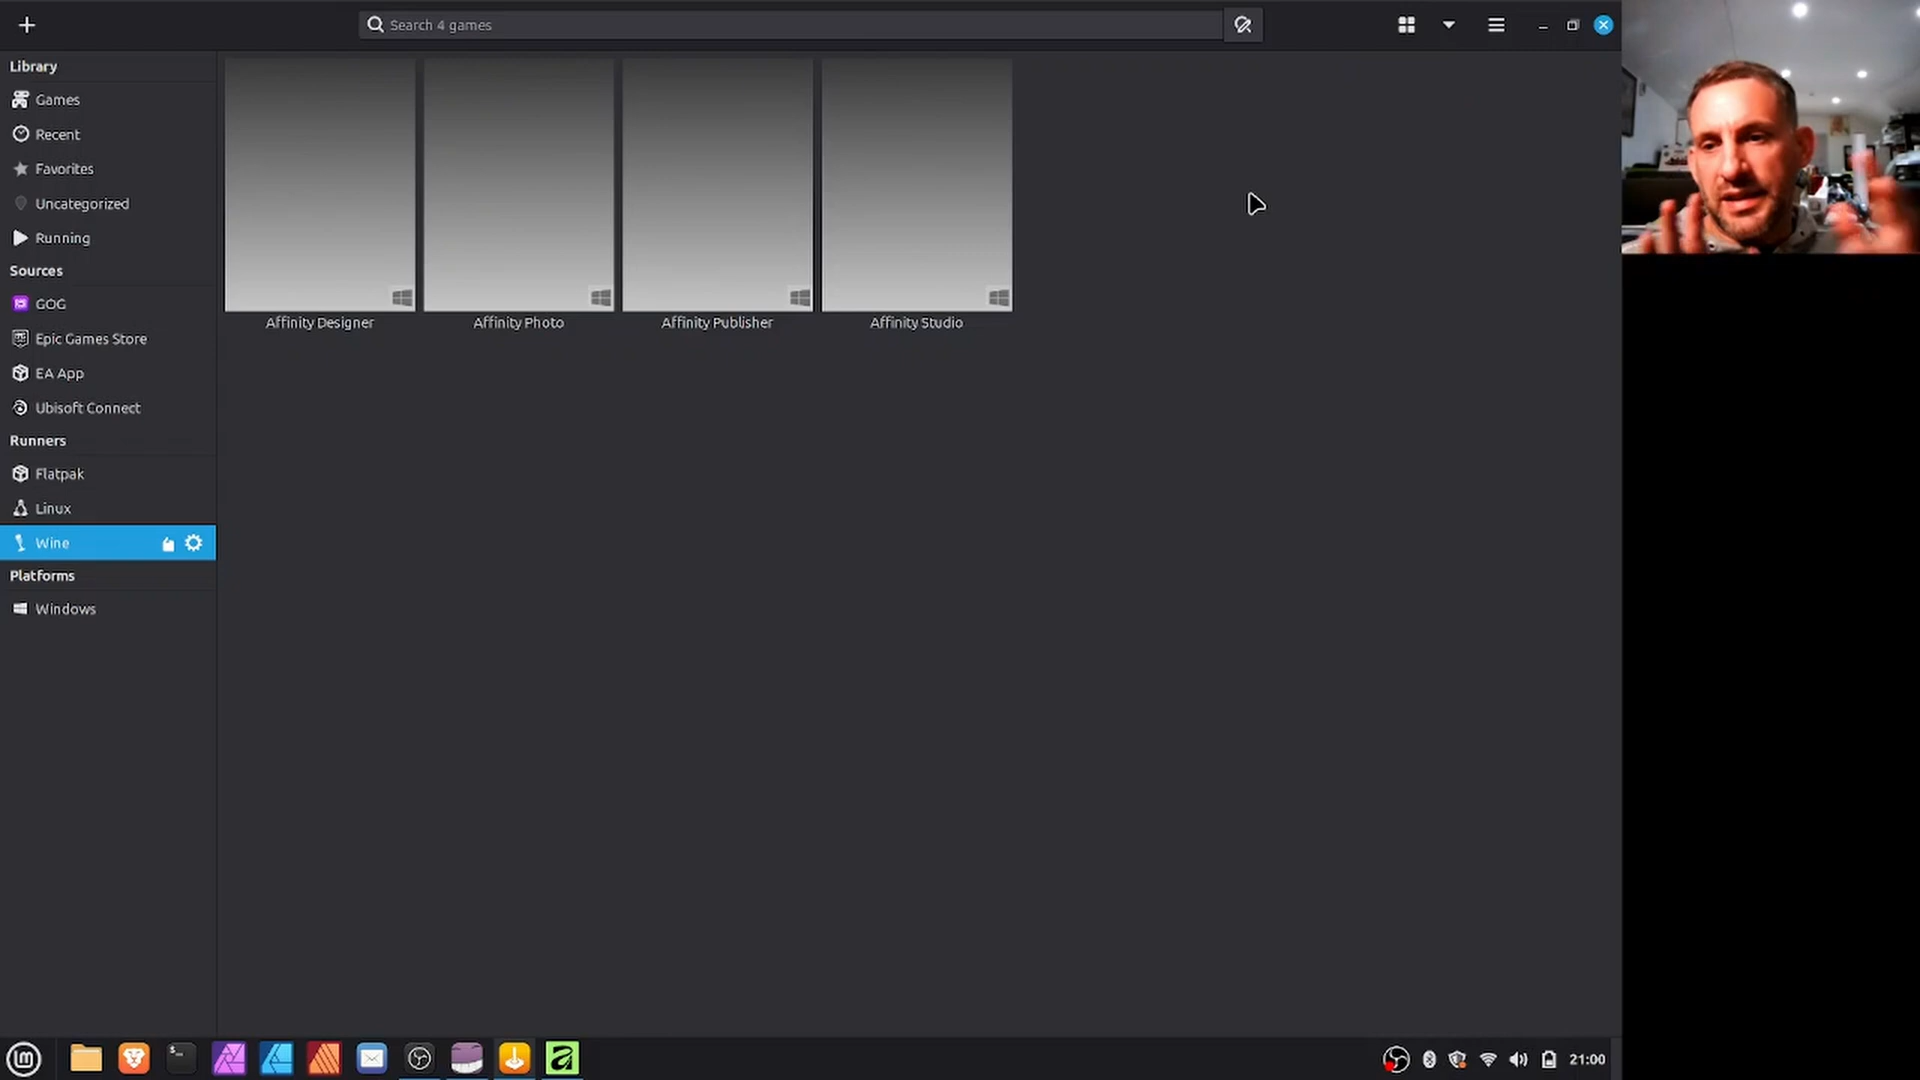 Search 4 games
Library
Games
Recent
Favorites
Uncategorized
Running
Sources
GOG
Epic Games Store
EA App
Ubisoft Connect
Runners
Flatpak
Linux
Wine
Platforms
Windows
Affinity Designer
Affinity Photo
Affinity Publisher
Affinity Studio
21:00